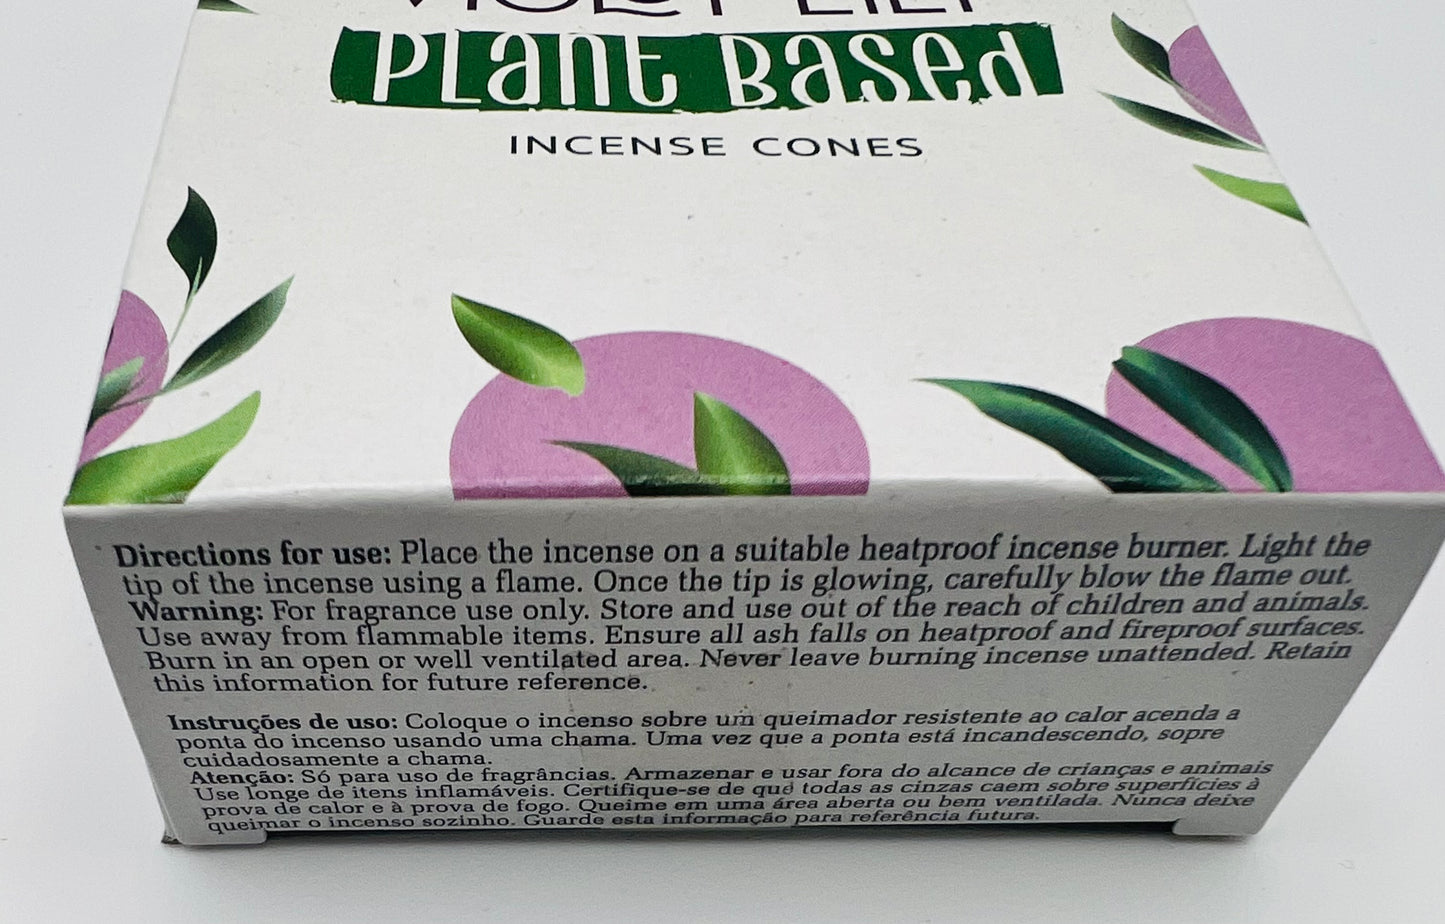 Plant Based
INCENSE CONES
Directions for use: Place the incense on a suitable heatproof incense burner. Light the
tip of the incense using a flame. Once the tip is glowing, carefully blow the flame out.
Warning: For fragrance use only. Store and use out of the reach of children and animals.
Use away from flammable items. Ensure all ash falls on heatproof and fireproof surfaces.
Burn in an open or well ventilated area. Never leave burning incense unattended. Retain
this information for future reference.
Instruções de uso: Coloque o incenso sobre um queimador resistente ao calor acenda a
ponta do incenso usando uma chama. Uma vez que a ponta está incandescendo, sopre
cuidadosamente a chama.
Atenção: Só para uso de fragrâncias. Armazenar e usar fora do alcance de crianças e animais
Use longe de itens inflamáveis. Certifique-se de que todas as cinzas caem sobre superfícies à
prova de calor e à prova de fogo. Queime em uma área aberta ou bem ventilada. Nunca deixe
queimar o incenso sozinho. Guarde esta informação para referência futura.